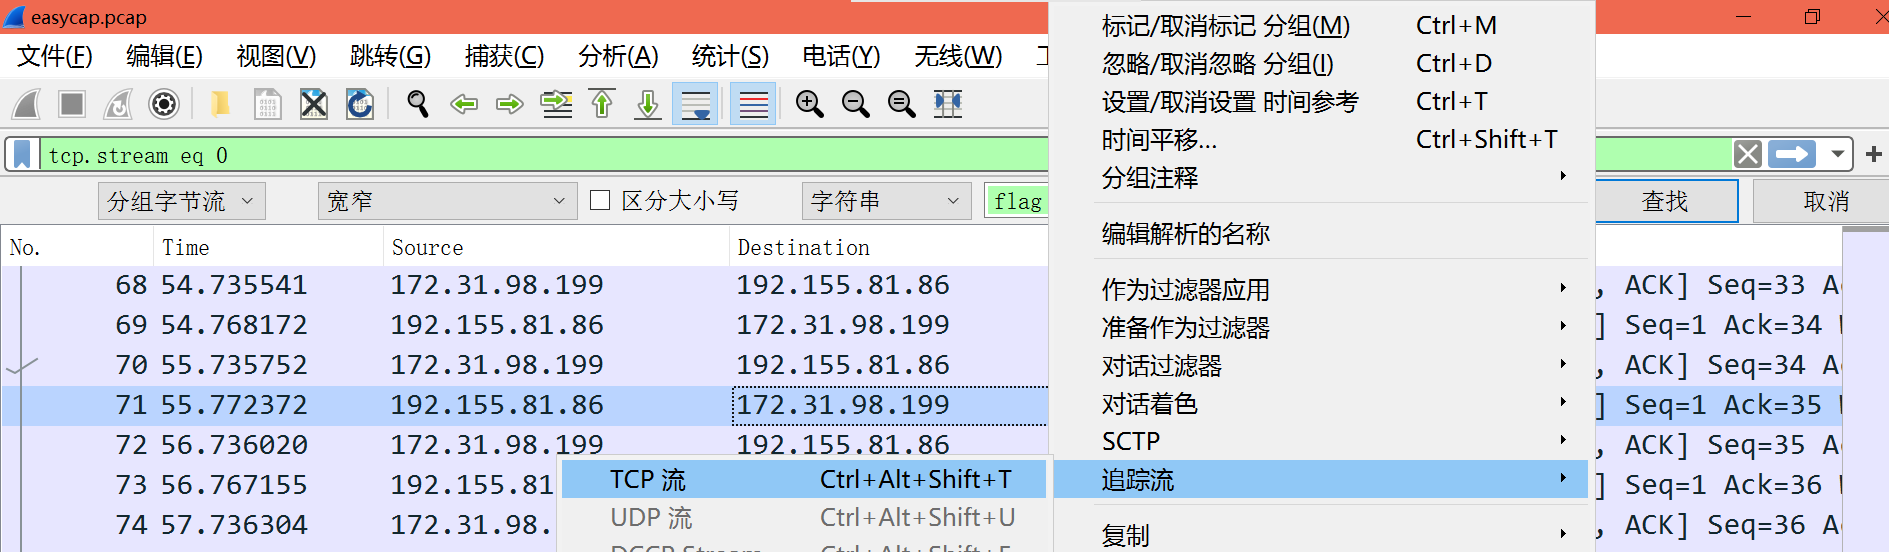 easycap.pcap
文件(F) 编辑(E) 视图(V) 跳转(G) 捕获(C) 分析(A) 统计(S) 电话(Y) 无线(W)
tcp.stream eq 0
分组字节流 宽窄 区分大小写 字符串 flag 查找 取消
No. Time Source Destination
68 54.735541 172.31.98.199 192.155.81.86 , ACK] Seq=33
69 54.768172 192.155.81.86 172.31.98.199 ] Seq=1 Ack=34
70 55.735752 172.31.98.199 192.155.81.86 , ACK] Seq=34
71 55.772372 192.155.81.86 172.31.98.199 ] Seq=1 Ack=35
72 56.736020 172.31.98.199 192.155.81.86 , ACK] Seq=35
73 56.767155 192.155.81 ] Seq=1 Ack=36
74 57.736304 172.31.98. , ACK] Seq=36
标记/取消标记 分组(M) Ctrl+M
忽略/取消忽略 分组(I) Ctrl+D
设置/取消设置 时间参考 Ctrl+T
时间平移... Ctrl+Shift+T
分组注释
编辑解析的名称
作为过滤器应用
准备作为过滤器
对话过滤器
对话着色
SCTP
追踪流
复制
TCP 流 Ctrl+Alt+Shift+T
UDP 流 Ctrl+Alt+Shift+U